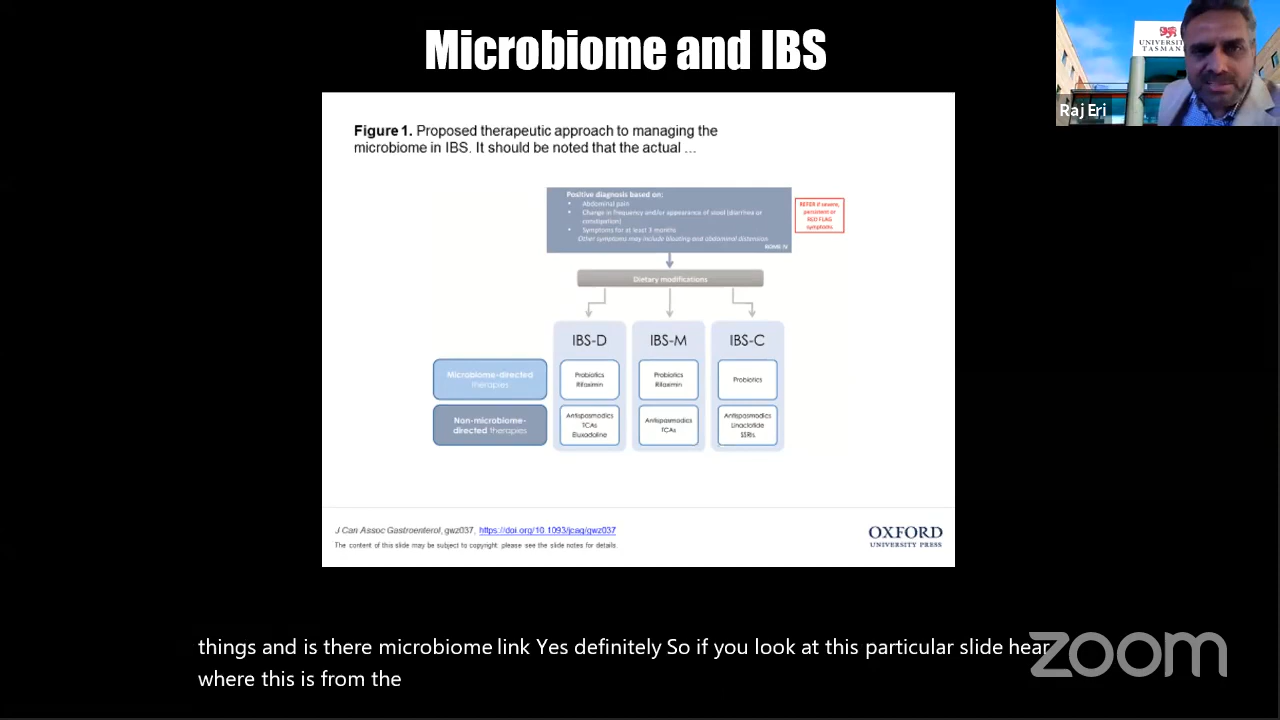 Microbiome and IBS
UNIVERSITY
TASMANIA
Raj Eri
Figure 1. Proposed therapeutic approach to managing the
microbiome in IBS. It should be noted that the actual ...
Positive diagnosis based on:
• Abdominal pain
• Change in frequency and/or appearance of stool (diarrhea or
constipation)
• Symptoms for at least 3 months
Other symptoms may include bloating and abdominal distension
ROME IV
REFER if severe,
persistent or
RED FLAG
symptoms
Dietary modifications
IBS-D
IBS-M
IBS-C
Microbiome-directed
therapies
Probiotics
Rifaximin
Probiotics
Rifaximin
Probiotics
Non-microbiome-
directed therapies
Antispasmodics
TCAs
Eluxadoline
Antispasmodics
TCAs
Antispasmodics
Linaclotide
SSRIs
J Can Assoc Gastroenterol, gwz037, https://doi.org/10.1093/jcag/gwz037
The content of this slide may be subject to copyright: please see the slide notes for details.
OXFORD
UNIVERSITY PRESS
things and is there microbiome link Yes definitely So if you look at this particular slide hear
where this is from the
zoom